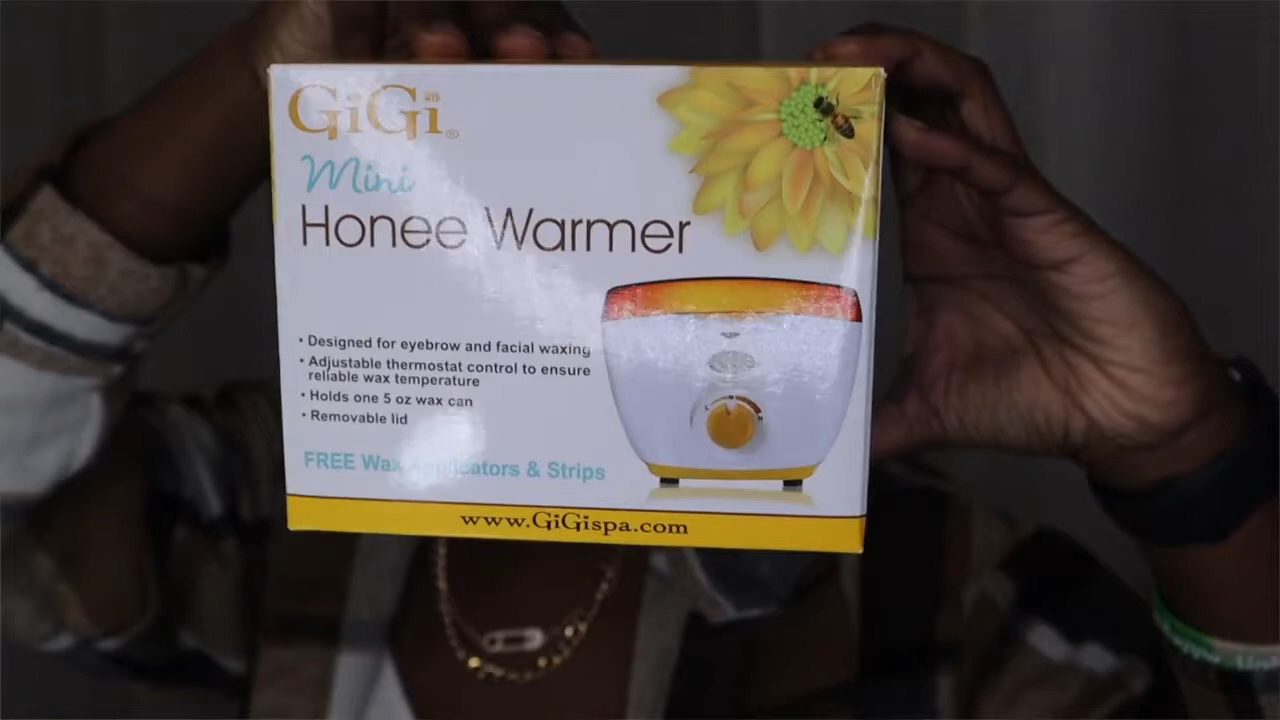 GiGi®
Mini
Honee Warmer
• Designed for eyebrow and facial waxing
• Adjustable thermostat control to ensure
reliable wax temperature
• Holds one 5 oz wax can
• Removable lid
FREE Wax Applicators & Strips
www.GiGispa.com